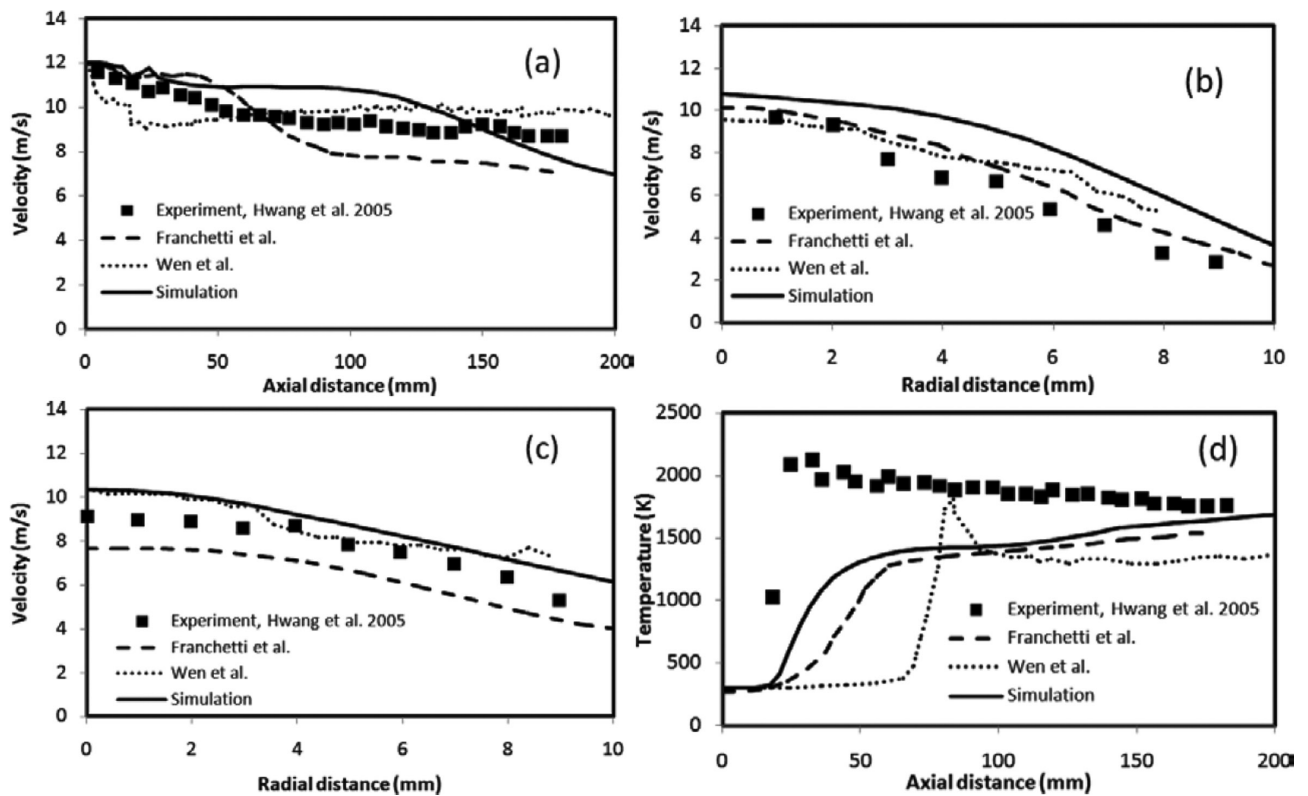 (a)
Velocity (m/s)
14
12
10
8
6
4
2
0
Experiment, Hwang et al. 2005
Franchetti et al.
Wen et al.
Simulation
0 50 100 150 200
Axial distance (mm)
(b)
Velocity (m/s)
14
12
10
8
6
4
2
0
Experiment, Hwang et al. 2005
Franchetti et al.
Wen et al.
Simulation
0 2 4 6 8 10
Radial distance (mm)
(c)
Velocity (m/s)
14
12
10
8
6
4
2
0
Experiment, Hwang et al. 2005
Franchetti et al.
Wen et al.
Simulation
0 2 4 6 8 10
Radial distance (mm)
(d)
Temperature (K)
2500
2000
1500
1000
500
0
Experiment, Hwang et al. 2005
Franchetti et al.
Wen et al.
Simulation
0 50 100 150 200
Axial distance (mm)